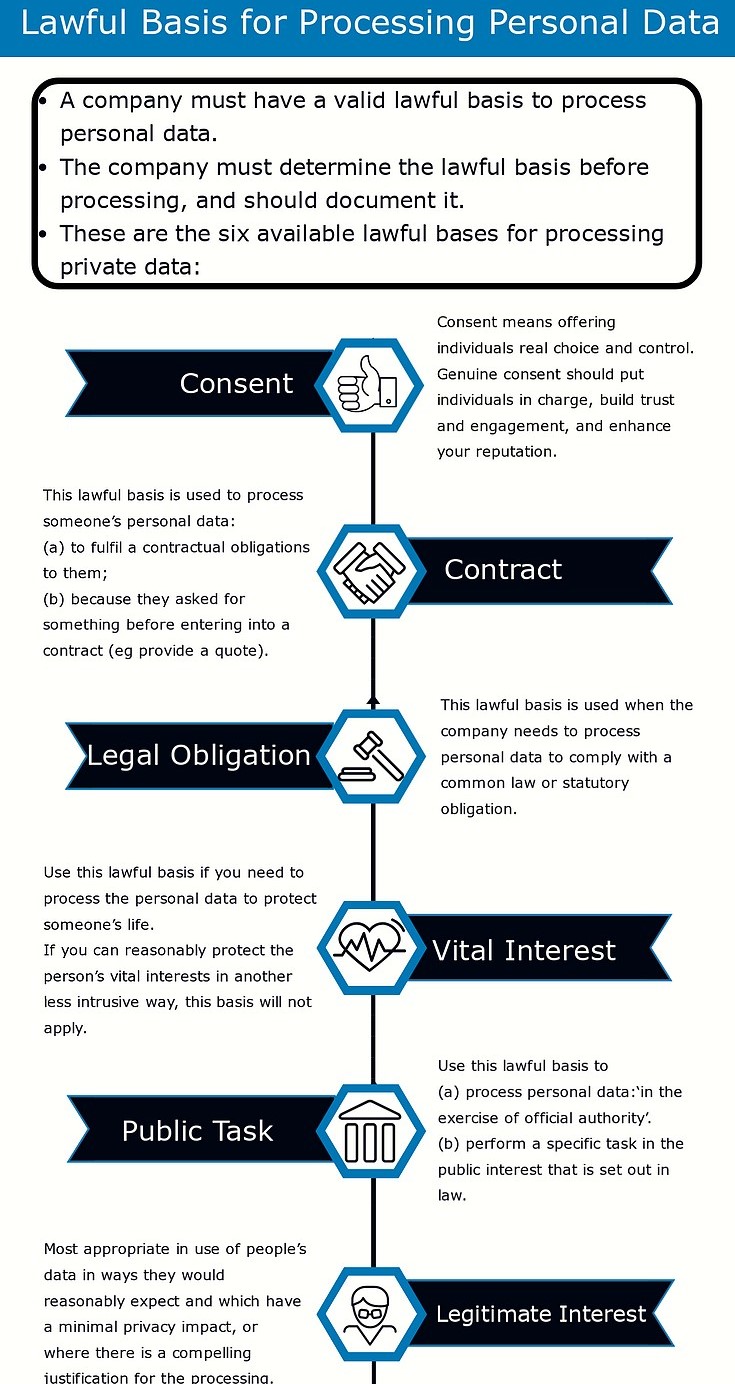 Lawful Basis for Processing Personal Data
• A company must have a valid lawful basis to process
personal data.
• The company must determine the lawful basis before
processing, and should document it.
• These are the six available lawful bases for processing
private data:
Consent
Consent means offering
individuals real choice and control.
Genuine consent should put
individuals in charge, build trust
and engagement, and enhance
your reputation.
This lawful basis is used to process
someone’s personal data:
(a) to fulfil a contractual obligations
to them;
(b) because they asked for
something before entering into a
contract (eg provide a quote).
Contract
Legal Obligation
This lawful basis is used when the
company needs to process
personal data to comply with a
common law or statutory
obligation.
Use this lawful basis if you need to
process the personal data to protect
someone’s life.
If you can reasonably protect the
person’s vital interests in another
less intrusive way, this basis will not
apply.
Vital Interest
Public Task
Use this lawful basis to
(a) process personal data:‘in the
exercise of official authority’.
(b) perform a specific task in the
public interest that is set out in
law.
Most appropriate in use of people’s
data in ways they would
reasonably expect and which have
a minimal privacy impact, or
where there is a compelling
justification for the processing.
Legitimate Interest